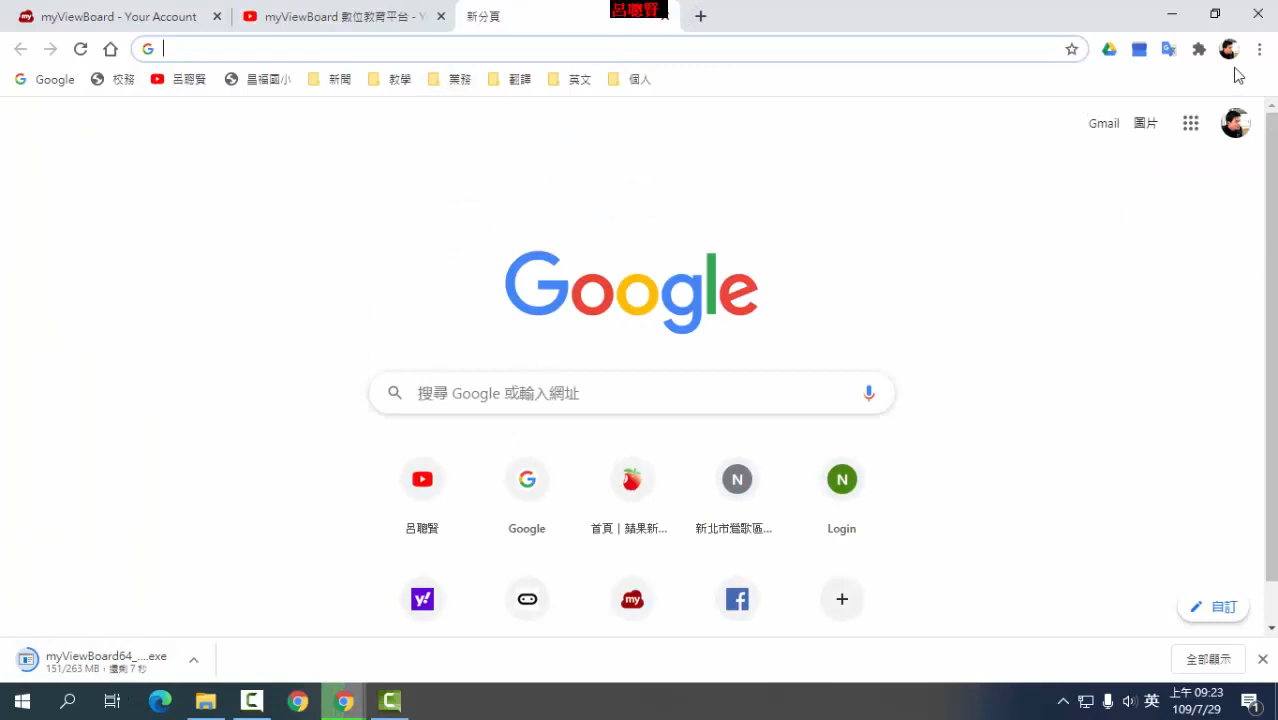 myViewBoard - Your Account
myViewBoard 數位教育平台 - Y
新分頁
呂聰賢
Google
校務
呂聰賢
昌福國小
新聞
教學
業務
翻譯
英文
個人
Gmail
圖片
Google
搜尋 Google 或輸入網址
N
N
呂聰賢
Google
首頁 | 蘋果新...
新北市鶯歌區...
Login
y!
my
自訂
myViewBoard64_....exe
151/263 MB,還剩 7 秒
全部顯示
英
上午 09:23
109/7/29
1